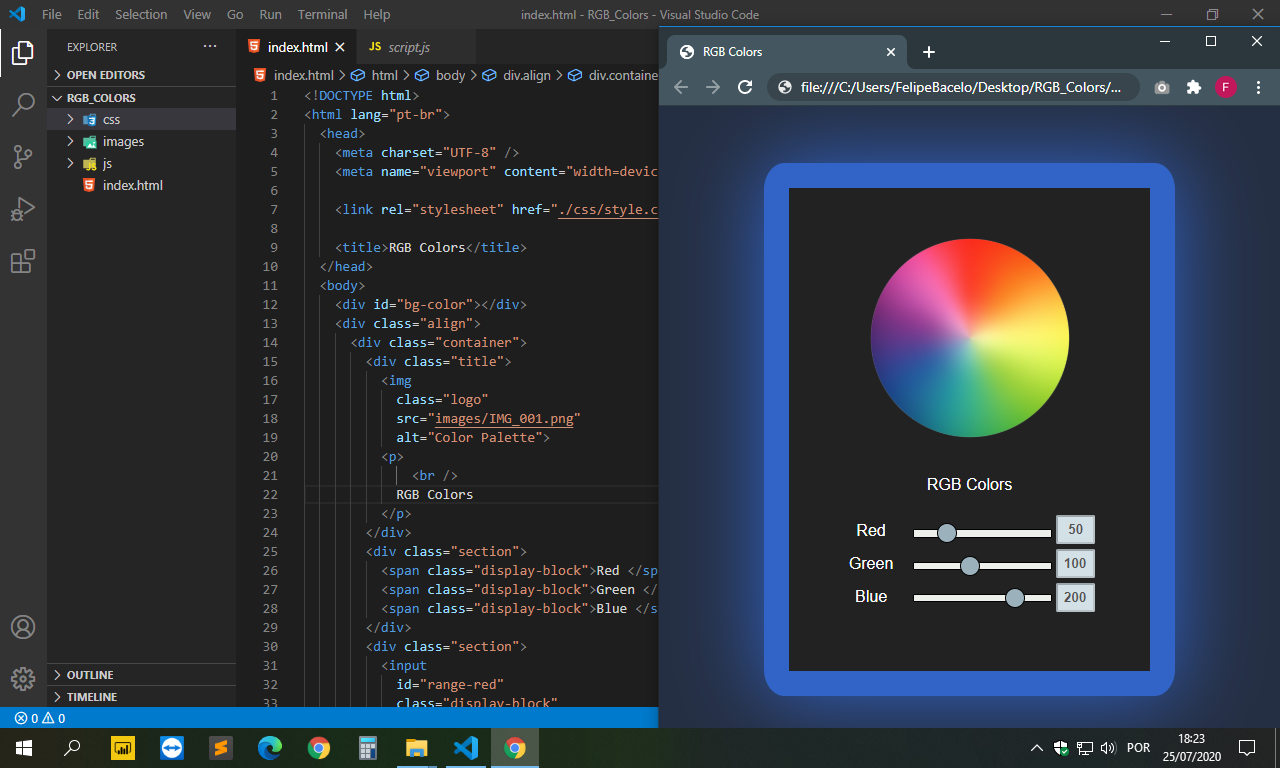 File Edit Selection View Go Run Terminal Help
index.html - RGB_Colors - Visual Studio Code
EXPLORER
OPEN EDITORS
RGB_COLORS
css
images
js
index.html
OUTLINE
TIMELINE
index.html
JS script.js
index.html > html > body > div.align > div.containe
1 <!DOCTYPE html>
2 <html lang="pt-br">
3 <head>
4 <meta charset="UTF-8" />
5 <meta name="viewport" content="width=devic
6
7 <link rel="stylesheet" href="./css/style.c
8
9 <title>RGB Colors</title>
10 </head>
11 <body>
12 <div id="bg-color"></div>
13 <div class="align">
14 <div class="container">
15 <div class="title">
16 <img
17 class="logo"
18 src="images/IMG_001.png"
19 alt="Color Palette">
20 <p>
21 <br />
22 RGB Colors
23 </p>
24 </div>
25 <div class="section">
26 <span class="display-block">Red </sp
27 <span class="display-block">Green </
28 <span class="display-block">Blue </s
29 </div>
30 <div class="section">
31 <input
32 id="range-red"
33 class="display-block"
0 0
RGB Colors
file:///C:/Users/FelipeBacelo/Desktop/RGB_Colors/...
F
RGB Colors
Red 50
Green 100
Blue 200
POR
18:23
25/07/2020